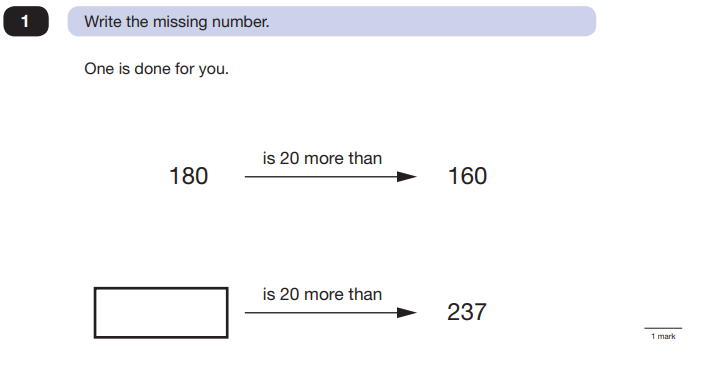 1 Write the missing number.
One is done for you.
180 is 20 more than 160
is 20 more than 237
1 mark